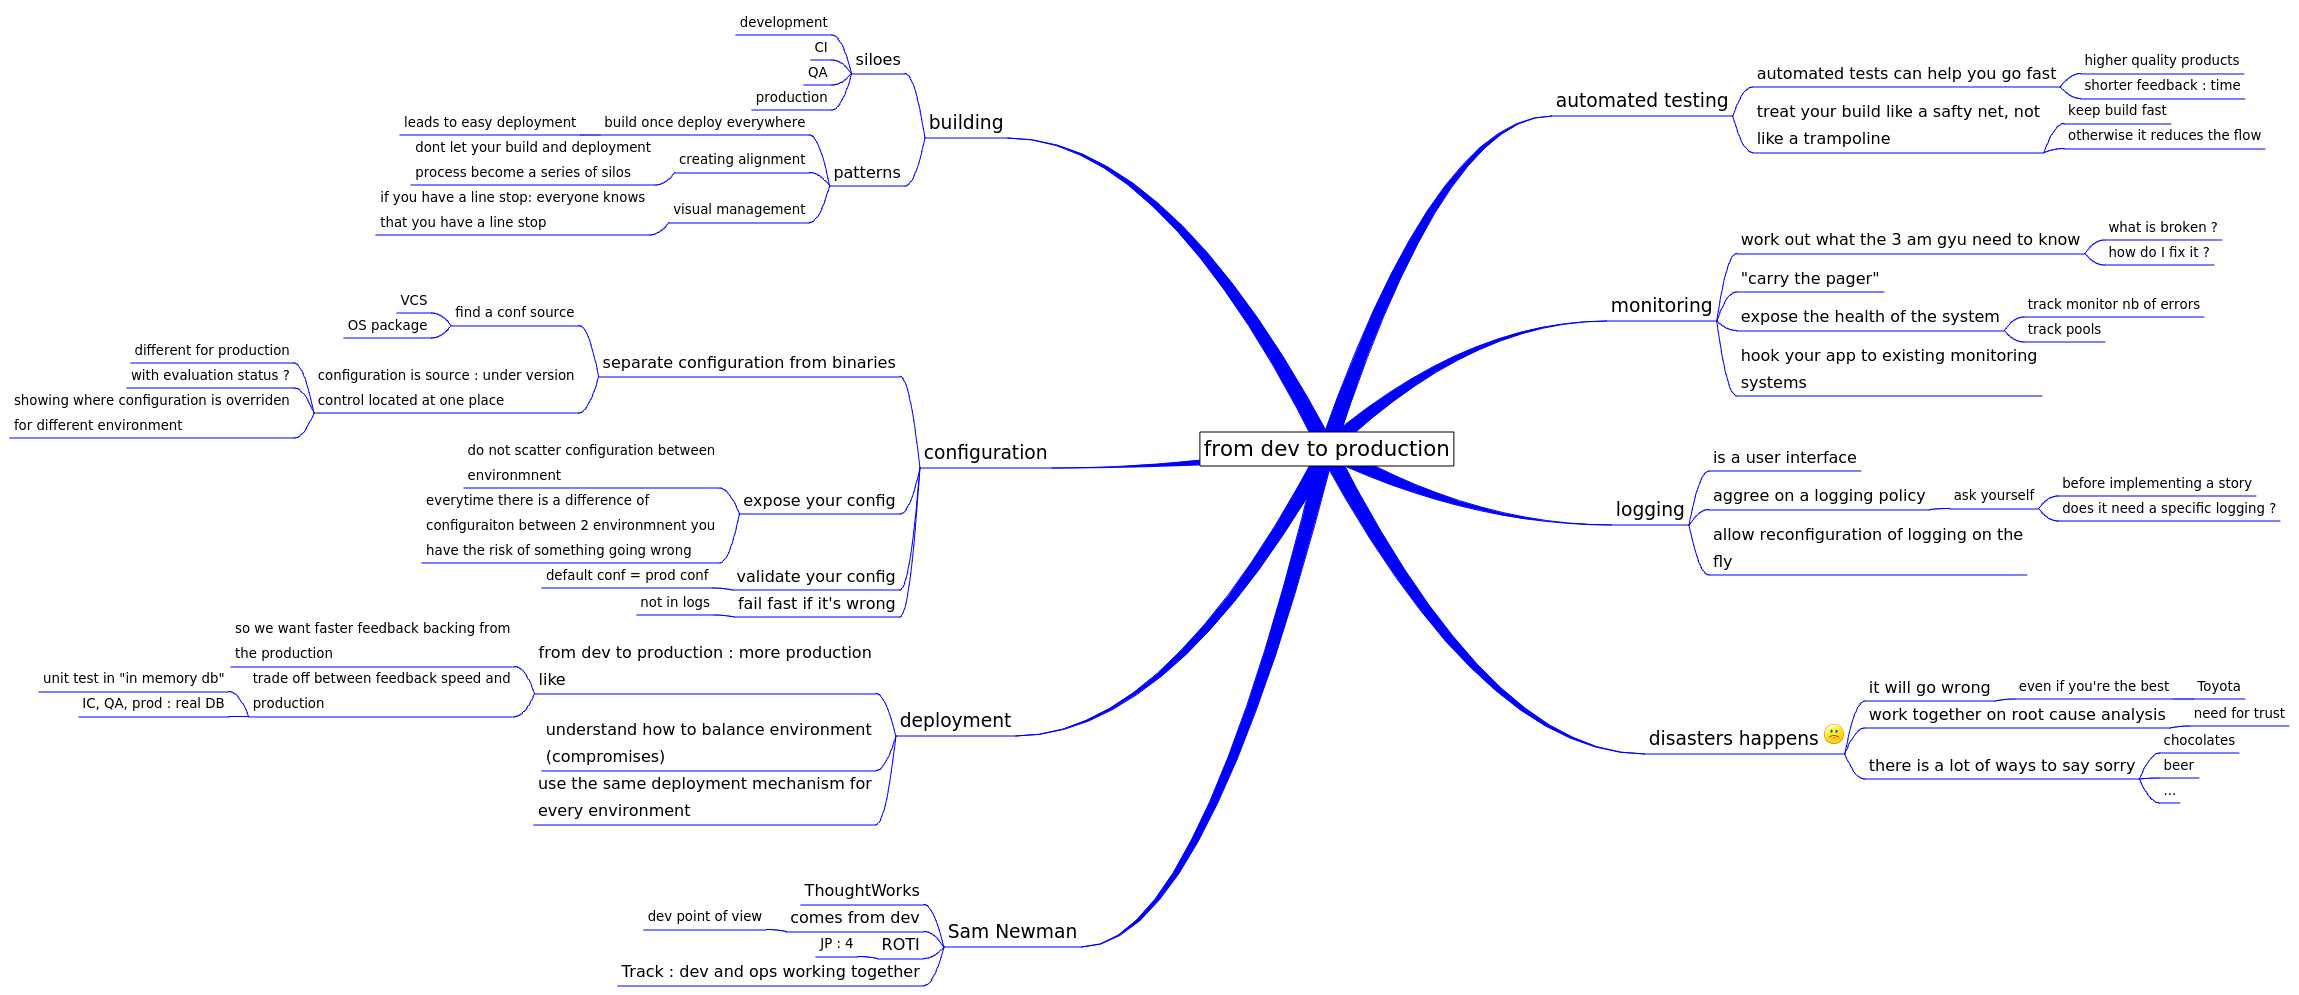 from dev to production
building
siloes
development
CI
QA
production
patterns
build once deploy everywhere
leads to easy deployment
creating alignment
dont let your build and deployment
process become a series of silos
visual management
if you have a line stop: everyone knows
that you have a line stop
configuration
separate configuration from binaries
find a conf source
VCS
OS package
configuration is source : under version
control located at one place
different for production
with evaluation status ?
showing where configuration is overriden
for different environment
expose your config
do not scatter configuration between
environmnent
everytime there is a difference of
configuraiton between 2 environmnent you
have the risk of something going wrong
validate your config
default conf = prod conf
fail fast if it's wrong
not in logs
deployment
from dev to production : more production
like
so we want faster feedback backing from
the production
trade off between feedback speed and
production
unit test in "in memory db"
IC, QA, prod : real DB
understand how to balance environment
(compromises)
use the same deployment mechanism for
every environment
Sam Newman
ThoughtWorks
comes from dev
dev point of view
ROTI
JP : 4
Track : dev and ops working together
automated testing
automated tests can help you go fast
higher quality products
shorter feedback : time
treat your build like a safty net, not
like a trampoline
keep build fast
otherwise it reduces the flow
monitoring
work out what the 3 am gyu need to know
what is broken ?
how do I fix it ?
"carry the pager"
expose the health of the system
track monitor nb of errors
track pools
hook your app to existing monitoring
systems
logging
is a user interface
aggree on a logging policy
ask yourself
before implementing a story
does it need a specific logging ?
allow reconfiguration of logging on the
fly
disasters happens
it will go wrong
even if you're the best
Toyota
work together on root cause analysis
need for trust
there is a lot of ways to say sorry
chocolates
beer
...